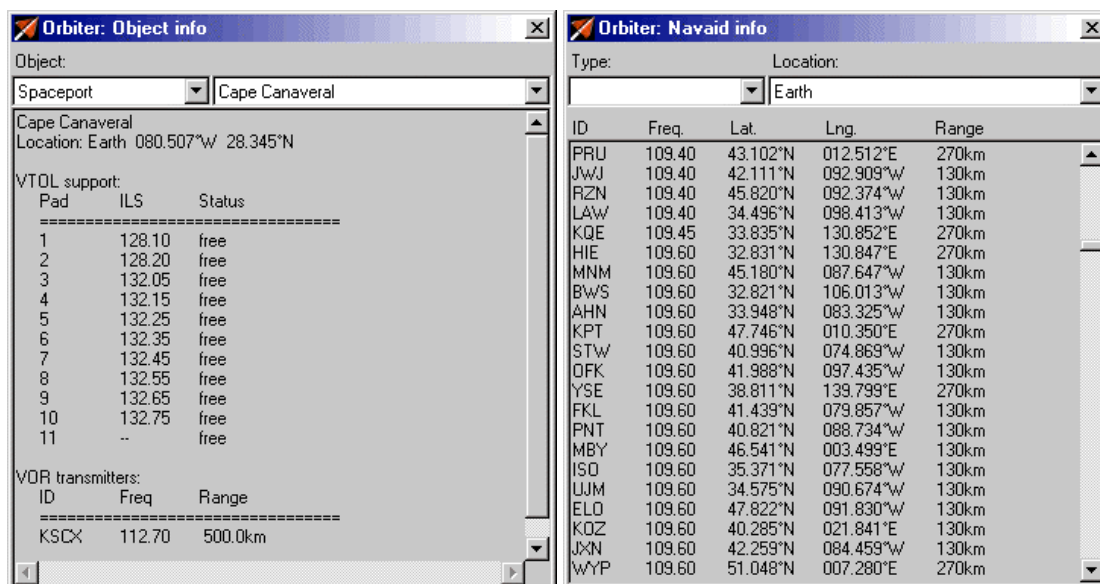 Orbiter: Object info
Object:
Spaceport Cape Canaveral
Cape Canaveral
Location: Earth 080.507°W 28.345°N
VTOL support:
Pad ILS Status
==================================
1 128.10 free
2 128.20 free
3 132.05 free
4 132.15 free
5 132.25 free
6 132.35 free
7 132.45 free
8 132.55 free
9 132.65 free
10 132.75 free
11 -- free
VOR transmitters:
ID Freq Range
==================================
KSCX 112.70 500.0km
Orbiter: Navaid info
Type: Location:
Earth
ID Freq. Lat. Lng. Range
PRU 109.40 43.102°N 012.512°E 270km
JWJ 109.40 42.111°N 092.909°W 130km
RZN 109.40 45.820°N 092.374°W 130km
LAW 109.40 34.496°N 098.413°W 130km
KQE 109.45 33.835°N 130.852°E 270km
HIE 109.60 32.831°N 130.847°E 270km
MNM 109.60 45.180°N 087.647°W 130km
BWS 109.60 32.821°N 106.013°W 130km
AHN 109.60 33.948°N 083.325°W 130km
KPT 109.60 47.746°N 010.350°E 270km
STW 109.60 40.996°N 074.869°W 130km
OFK 109.60 41.988°N 097.435°W 130km
YSE 109.60 38.811°N 139.799°E 270km
FKL 109.60 41.439°N 079.857°W 130km
PNT 109.60 40.821°N 088.734°W 130km
MBY 109.60 46.541°N 003.499°E 130km
ISO 109.60 35.371°N 077.558°W 130km
UJM 109.60 34.575°N 090.674°W 130km
ELO 109.60 47.822°N 091.830°W 130km
KOZ 109.60 40.285°N 021.841°E 130km
JXN 109.60 42.259°N 084.459°W 130km
WYP 109.60 51.048°N 007.280°E 270km